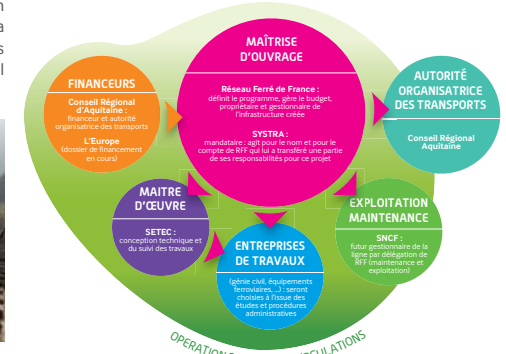 n
a
s
l
MAÎTRISE
D'OUVRAGE
Réseau Ferré de France :
définit le programme, gère le budget,
propriétaire et gestionnaire de
l'infrastructure créée
SYSTRA :
mandataire : agit pour le nom et pour le
compte de RFF qui lui a transféré une partie
de ses responsabilités pour ce projet
FINANCEURS
Conseil Régional
d'Aquitaine :
financeur et autorité
organisatrice des transports
L'Europe
(dossier de financement
en cours)
AUTORITÉ
ORGANISATRICE
DES TRANSPORTS
Conseil Régional
Aquitaine
MAITRE
D'ŒUVRE
SETEC :
conception technique et
du suivi des travaux
ENTREPRISES
DE TRAVAUX
(génie civil, équipements
ferroviaires, ...) : seront
choisies à l'issue des
études et procédures
administratives
EXPLOITATION
MAINTENANCE
SNCF :
futur gestionnaire de la
ligne par délégation de
RFF (maintenance et
exploitation)
OPERATION